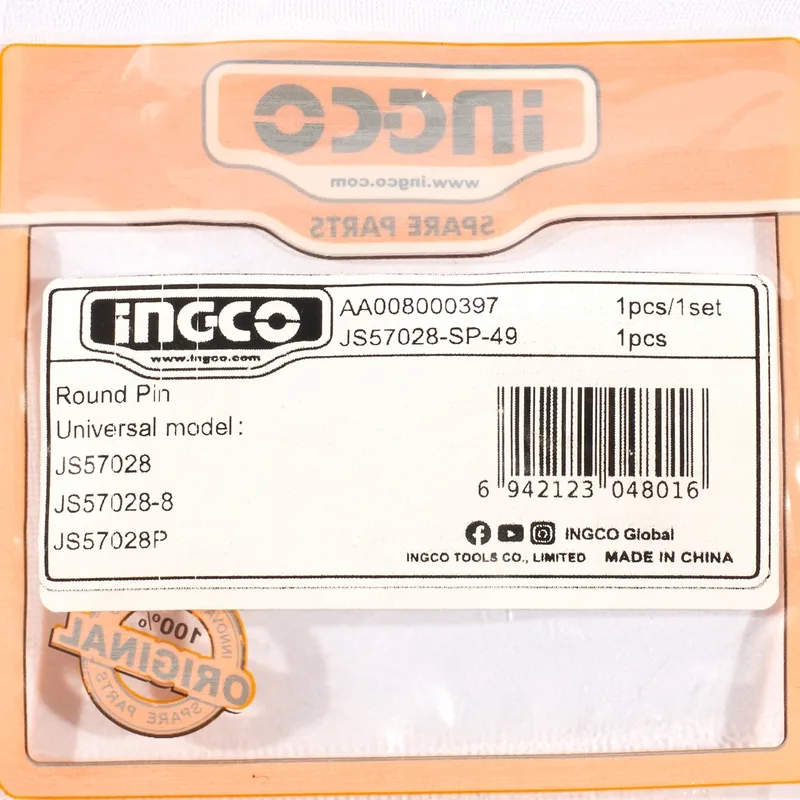 INGCO
www.ingco.com
SPARE PARTS
INGCO
www.ingco.com
AA008000397 1pcs/1set
JS57028-SP-49 1pcs
Round Pin
Universal model:
JS57028
JS57028-8
JS57028P
6 942123 048016
INGCO Global
INGCO TOOLS CO., LIMITED MADE IN CHINA
100%
ORIGINAL
SPARE PARTS